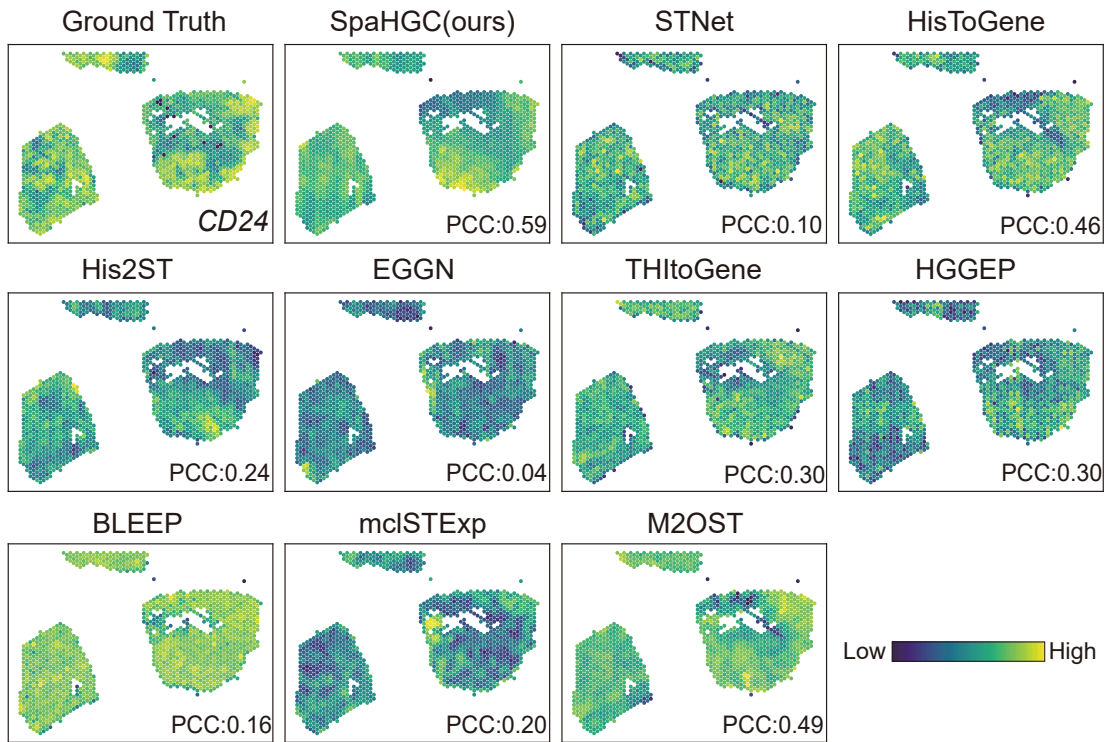 Ground Truth
SpaHGC(ours)
STNet
HisToGene
CD24
PCC:0.59
PCC:0.10
PCC:0.46
His2ST
EGGN
THItoGene
HGGEP
PCC:0.24
PCC:0.04
PCC:0.30
PCC:0.30
BLEEP
mclSTExp
M2OST
Low
High
PCC:0.16
PCC:0.20
PCC:0.49